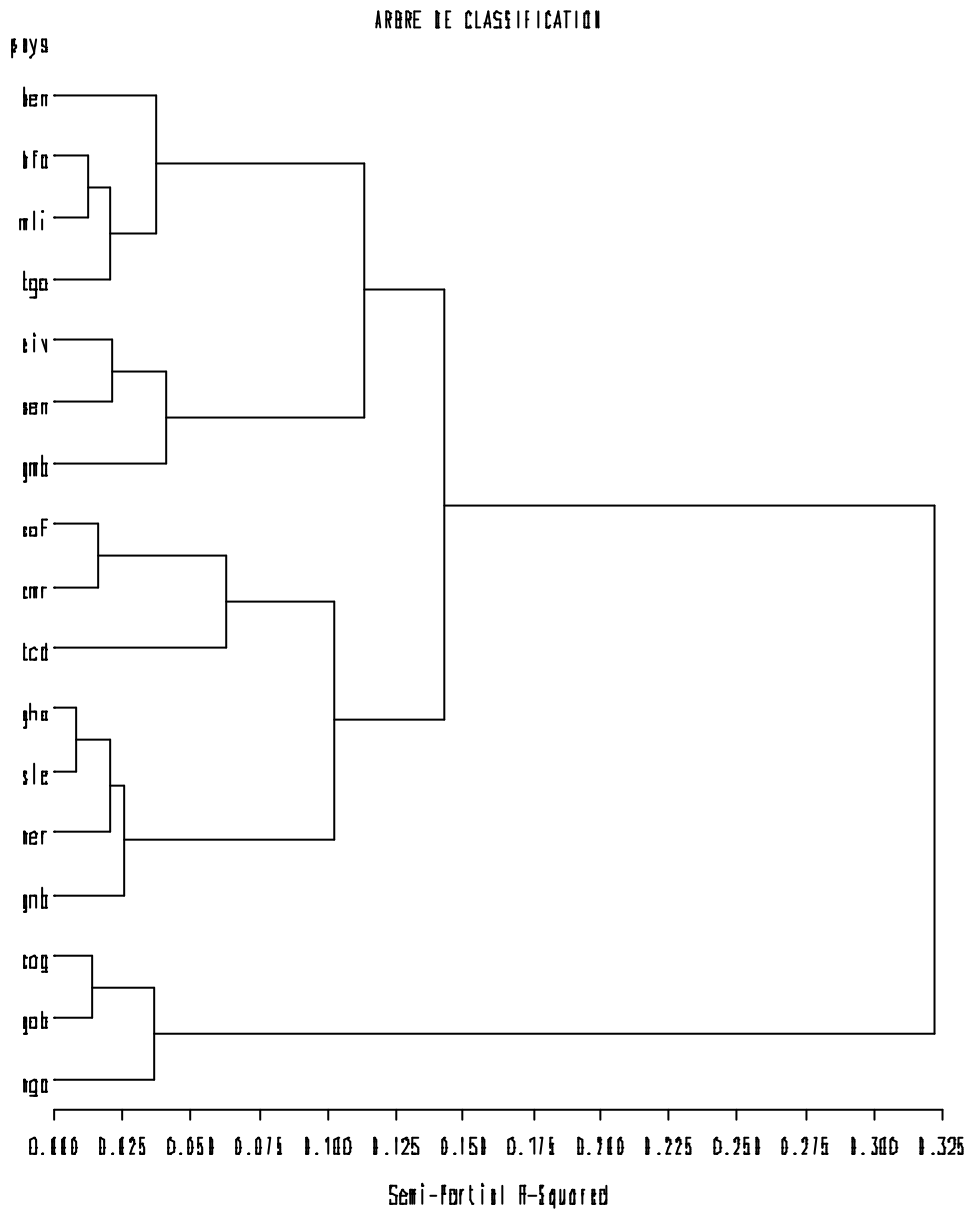 ARBRE DE CLASSIFICATION
pays
ben
bfa
mli
tgo
civ
sen
gmb
caf
cmr
tcd
gha
sle
ner
gnb
cog
gab
nga
0.000 0.025 0.050 0.075 0.100 0.125 0.150 0.175 0.200 0.225 0.250 0.275 0.300 0.325
Semi-Partial R-Squared